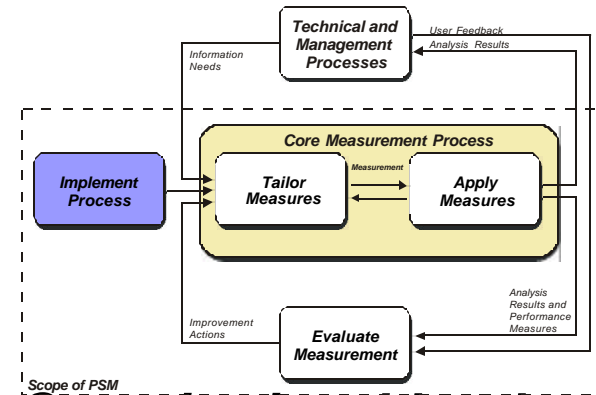 Technical and
Management
Processes
User Feedback
Analysis Results
Information
Needs
Core Measurement Process
Implement
Process
Tailor
Measures
Measurement
Apply
Measures
Analysis
Results and
Performance
Measures
Improvement
Actions
Evaluate
Measurement
Scope of PSM